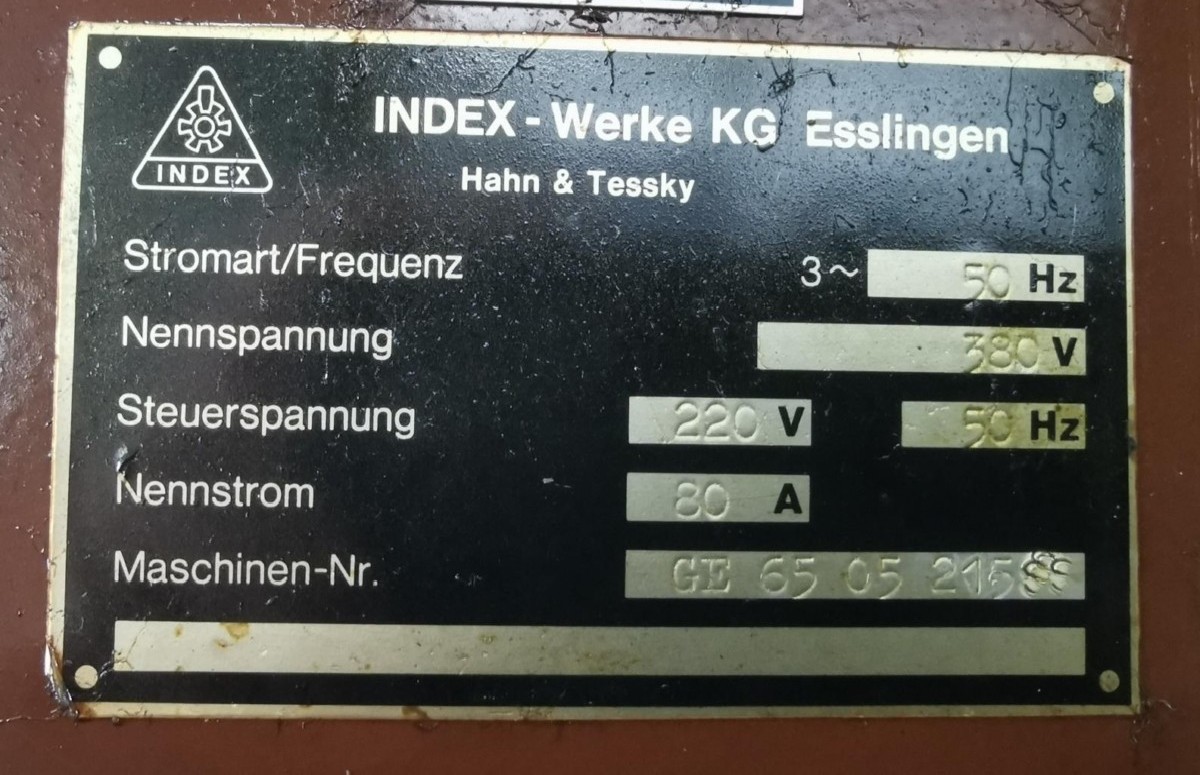 INDEX
INDEX - Werke KG Esslingen
Hahn & Tessky
Stromart/Frequenz 3~ 50 Hz
Nennspannung 380 V
Steuerspannung 220 V 50 Hz
Nennstrom 80 A
Maschinen-Nr. GE 65 05